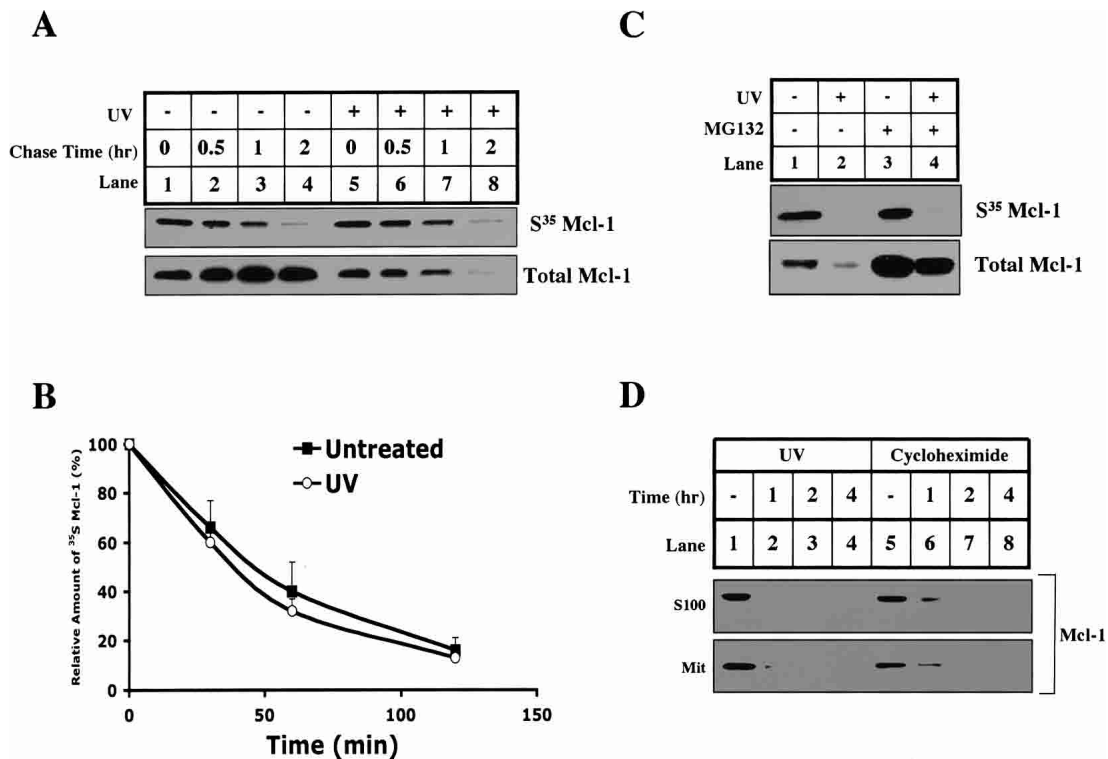 A
UV - - - - + + + +
Chase Time (hr) 0 0.5 1 2 0 0.5 1 2
Lane 1 2 3 4 5 6 7 8
S³⁵ Mcl-1
Total Mcl-1
C
UV - + - +
MG132 - - + +
Lane 1 2 3 4
S³⁵ Mcl-1
Total Mcl-1
B
Relative Amount of ³⁵S Mcl-1 (%)
100
80
60
40
20
0
Untreated
UV
0 50 100 150
Time (min)
D
UV Cycloheximide
Time (hr) - 1 2 4 - 1 2 4
Lane 1 2 3 4 5 6 7 8
S100
Mit
Mcl-1